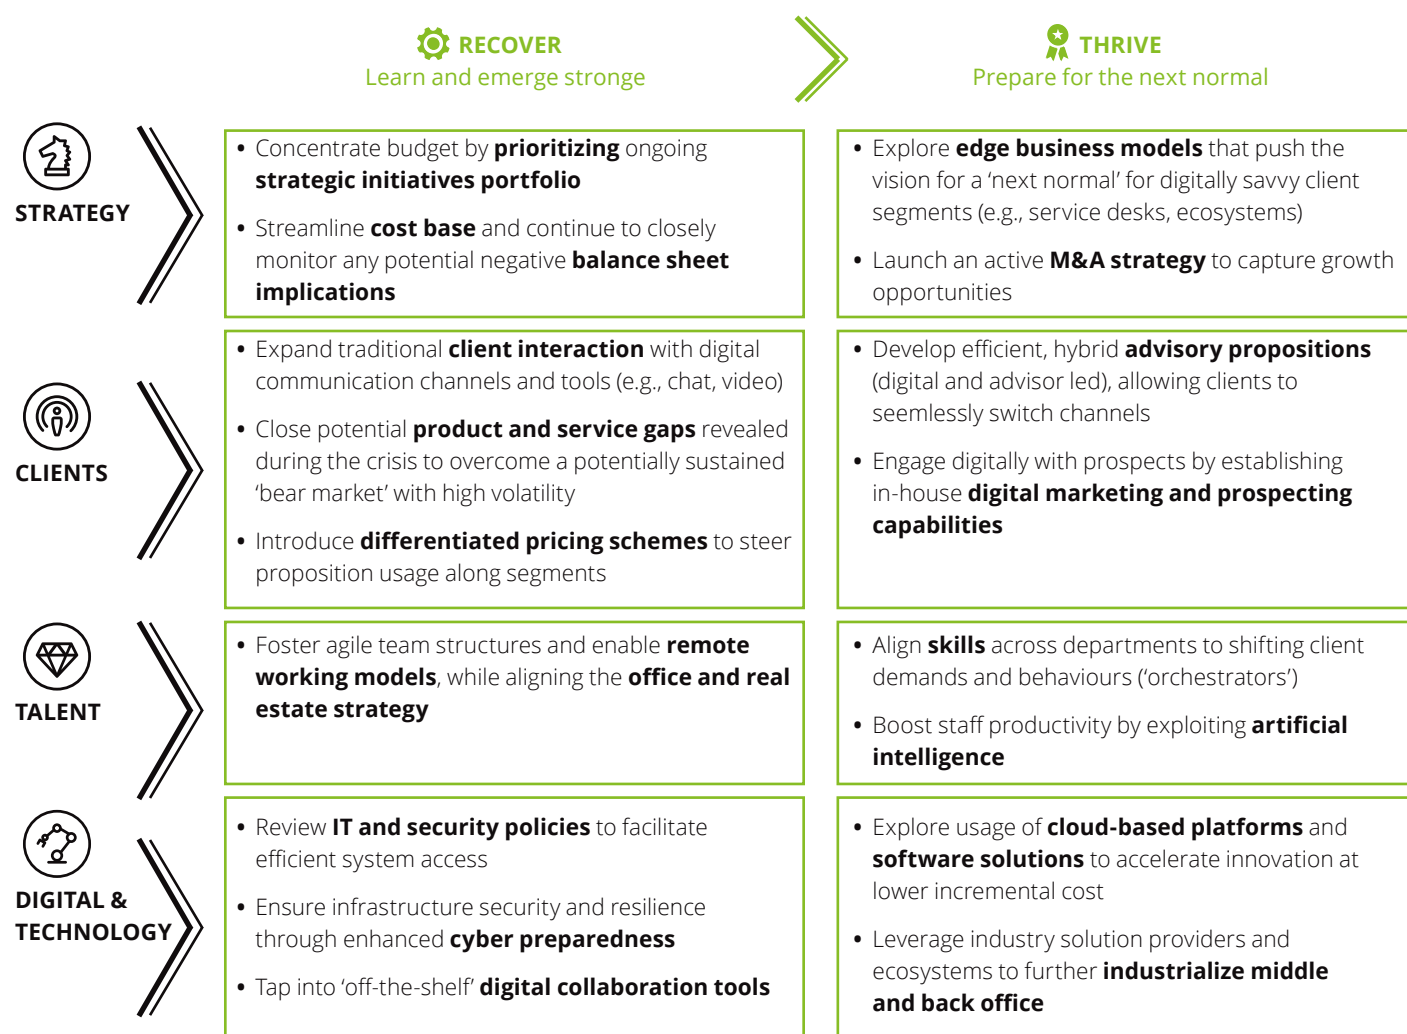 RECOVER
Learn and emerge stronge
THRIVE
Prepare for the next normal
STRATEGY
• Concentrate budget by prioritizing ongoing
strategic initiatives portfolio
• Streamline cost base and continue to closely
monitor any potential negative balance sheet
implications
• Explore edge business models that push the
vision for a ‘next normal’ for digitally savvy client
segments (e.g., service desks, ecosystems)
• Launch an active M&A strategy to capture growth
opportunities
CLIENTS
• Expand traditional client interaction with digital
communication channels and tools (e.g., chat, video)
• Close potential product and service gaps revealed
during the crisis to overcome a potentially sustained
‘bear market’ with high volatility
• Introduce differentiated pricing schemes to steer
proposition usage along segments
• Develop efficient, hybrid advisory propositions
(digital and advisor led), allowing clients to
seemlessly switch channels
• Engage digitally with prospects by establishing
in-house digital marketing and prospecting
capabilities
TALENT
• Foster agile team structures and enable remote
working models, while aligning the office and real
estate strategy
• Align skills across departments to shifting client
demands and behaviours (‘orchestrators’)
• Boost staff productivity by exploiting artificial
intelligence
DIGITAL &
TECHNOLOGY
• Review IT and security policies to facilitate
efficient system access
• Ensure infrastructure security and resilience
through enhanced cyber preparedness
• Tap into ‘off-the-shelf’ digital collaboration tools
• Explore usage of cloud-based platforms and
software solutions to accelerate innovation at
lower incremental cost
• Leverage industry solution providers and
ecosystems to further industrialize middle
and back office